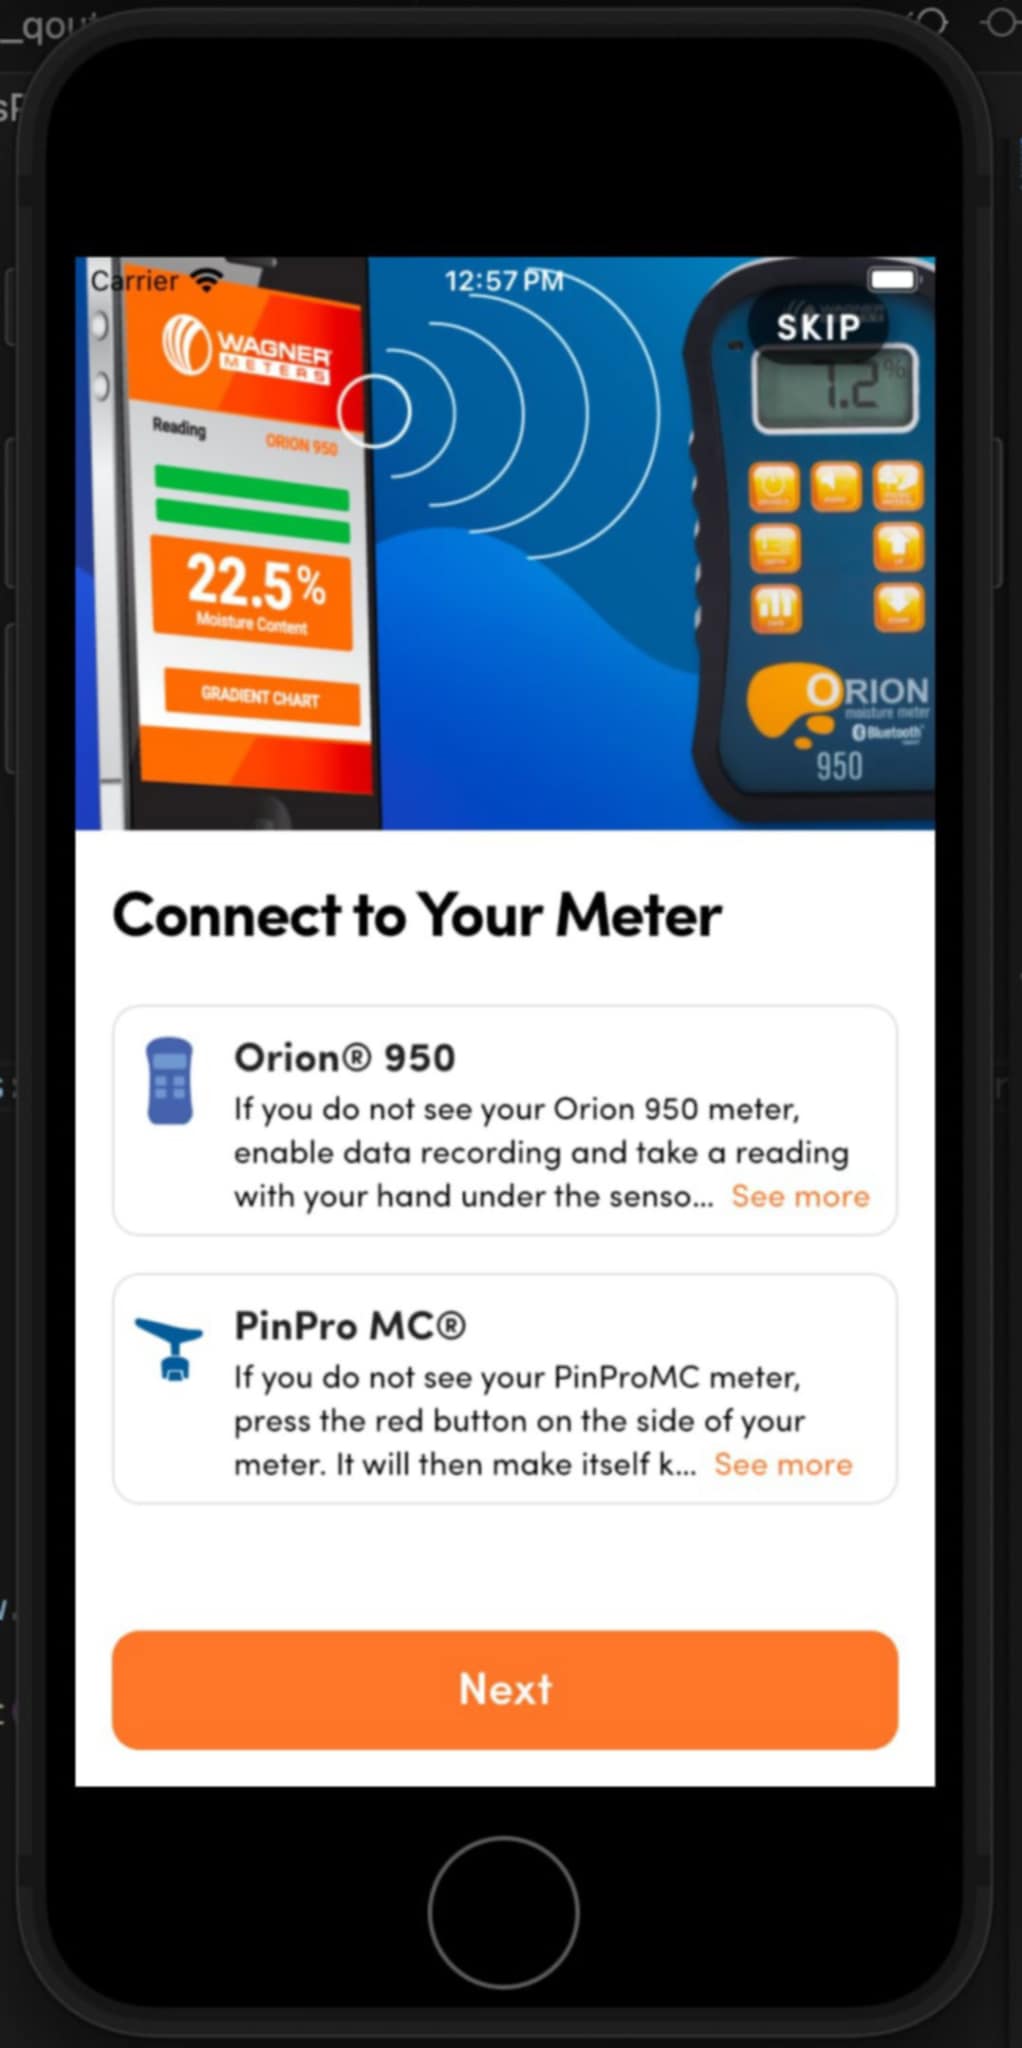 Carrier
12:57 PM
SKIP
WAGNER
METERS
Reading
ORION 950
22.5%
Moisture Content
GRADIENT CHART
%
ORION
moisture meter
Bluetooth
950
Connect to Your Meter
Orion® 950
If you do not see your Orion 950 meter,
enable data recording and take a reading
with your hand under the senso... See more
PinPro MC®
If you do not see your PinProMC meter,
press the red button on the side of your
meter. It will then make itself k... See more
Next